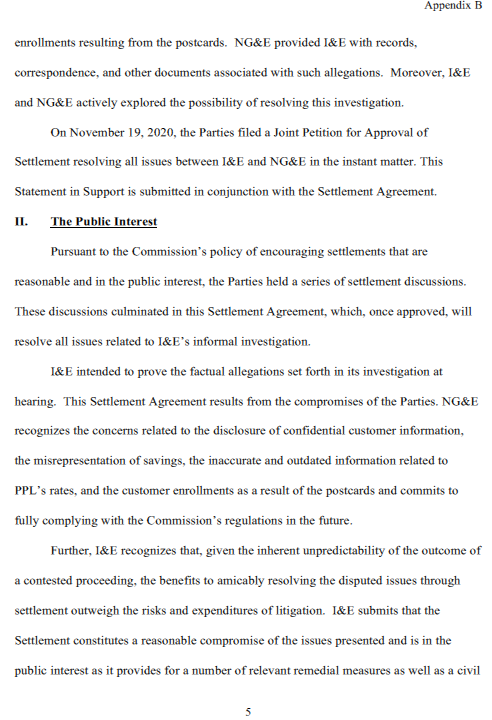 Appendix B
enrollments resulting from the postcards.  NG&E provided I&E with records,
correspondence, and other documents associated with such allegations.  Moreover, I&E
and NG&E actively explored the possibility of resolving this investigation.
On November 19, 2020, the Parties filed a Joint Petition for Approval of
Settlement resolving all issues between I&E and NG&E in the instant matter. This
Statement in Support is submitted in conjunction with the Settlement Agreement.
II. The Public Interest
Pursuant to the Commission's policy of encouraging settlements that are
reasonable and in the public interest, the Parties held a series of settlement discussions.
These discussions culminated in this Settlement Agreement, which, once approved, will
resolve all issues related to I&E's informal investigation.
I&E intended to prove the factual allegations set forth in its investigation at
hearing.  This Settlement Agreement results from the compromises of the Parties. NG&E
recognizes the concerns related to the disclosure of confidential customer information,
the misrepresentation of savings, the inaccurate and outdated information related to
PPL's rates, and the customer enrollments as a result of the postcards and commits to
fully complying with the Commission's regulations in the future.
Further, I&E recognizes that, given the inherent unpredictability of the outcome of
a contested proceeding, the benefits to amicably resolving the disputed issues through
settlement outweigh the risks and expenditures of litigation.  I&E submits that the
Settlement constitutes a reasonable compromise of the issues presented and is in the
public interest as it provides for a number of relevant remedial measures as well as a civil
5